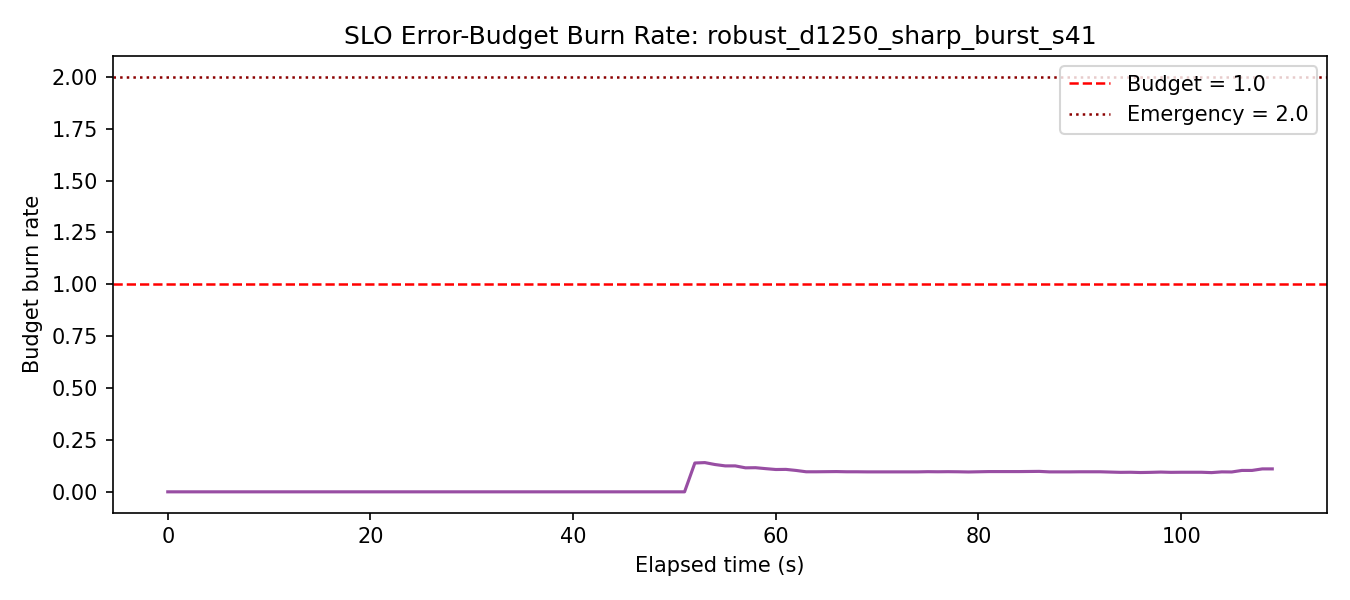 SLO Error-Budget Burn Rate: robust_d1250_sharp_burst_s41
Budget = 1.0
Emergency = 2.0
Budget burn rate
2.00
1.75
1.50
1.25
1.00
0.75
0.50
0.25
0.00
0 20 40 60 80 100
Elapsed time (s)